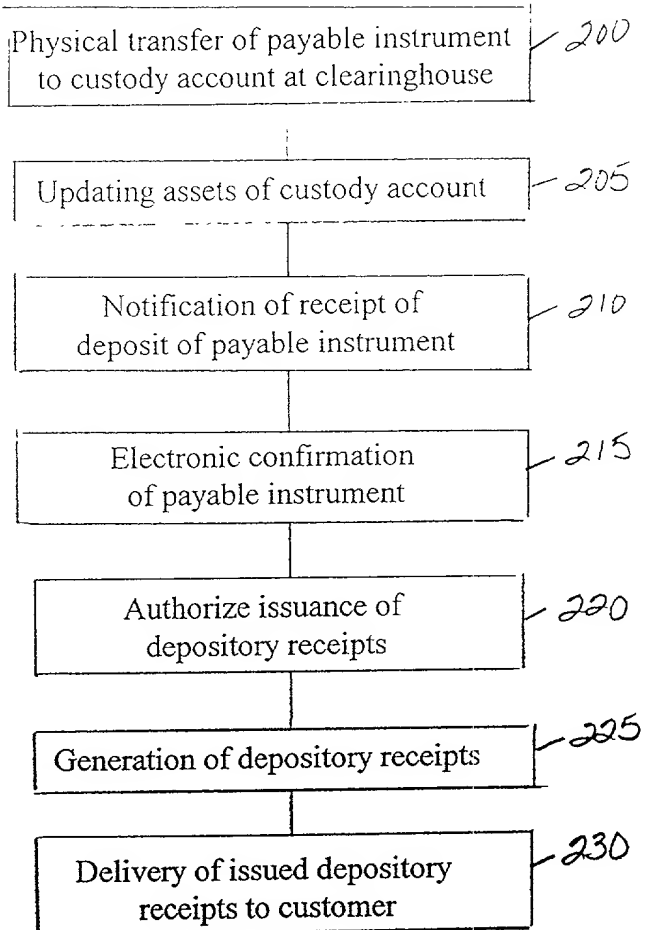 Physical transfer of payable instrument
to custody account at clearinghouse
200
Updating assets of custody account
205
Notification of receipt of
deposit of payable instrument
210
Electronic confirmation
of payable instrument
215
Authorize issuance of
depository receipts
220
Generation of depository receipts
225
Delivery of issued depository
receipts to customer
230